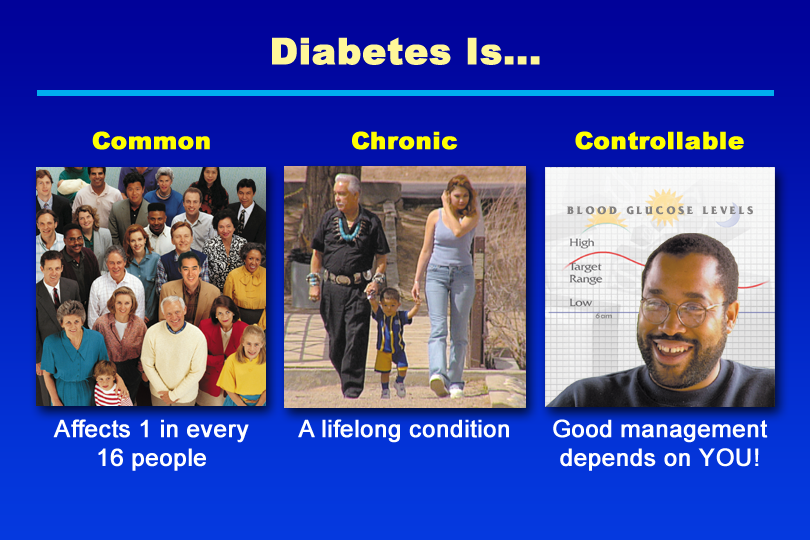 Diabetes Is...
Common
Chronic
Controllable
BLOOD GLUCOSE LEVELS
High
Target
Range
Low
6am
Affects 1 in every
16 people
A lifelong condition
Good management
depends on YOU!